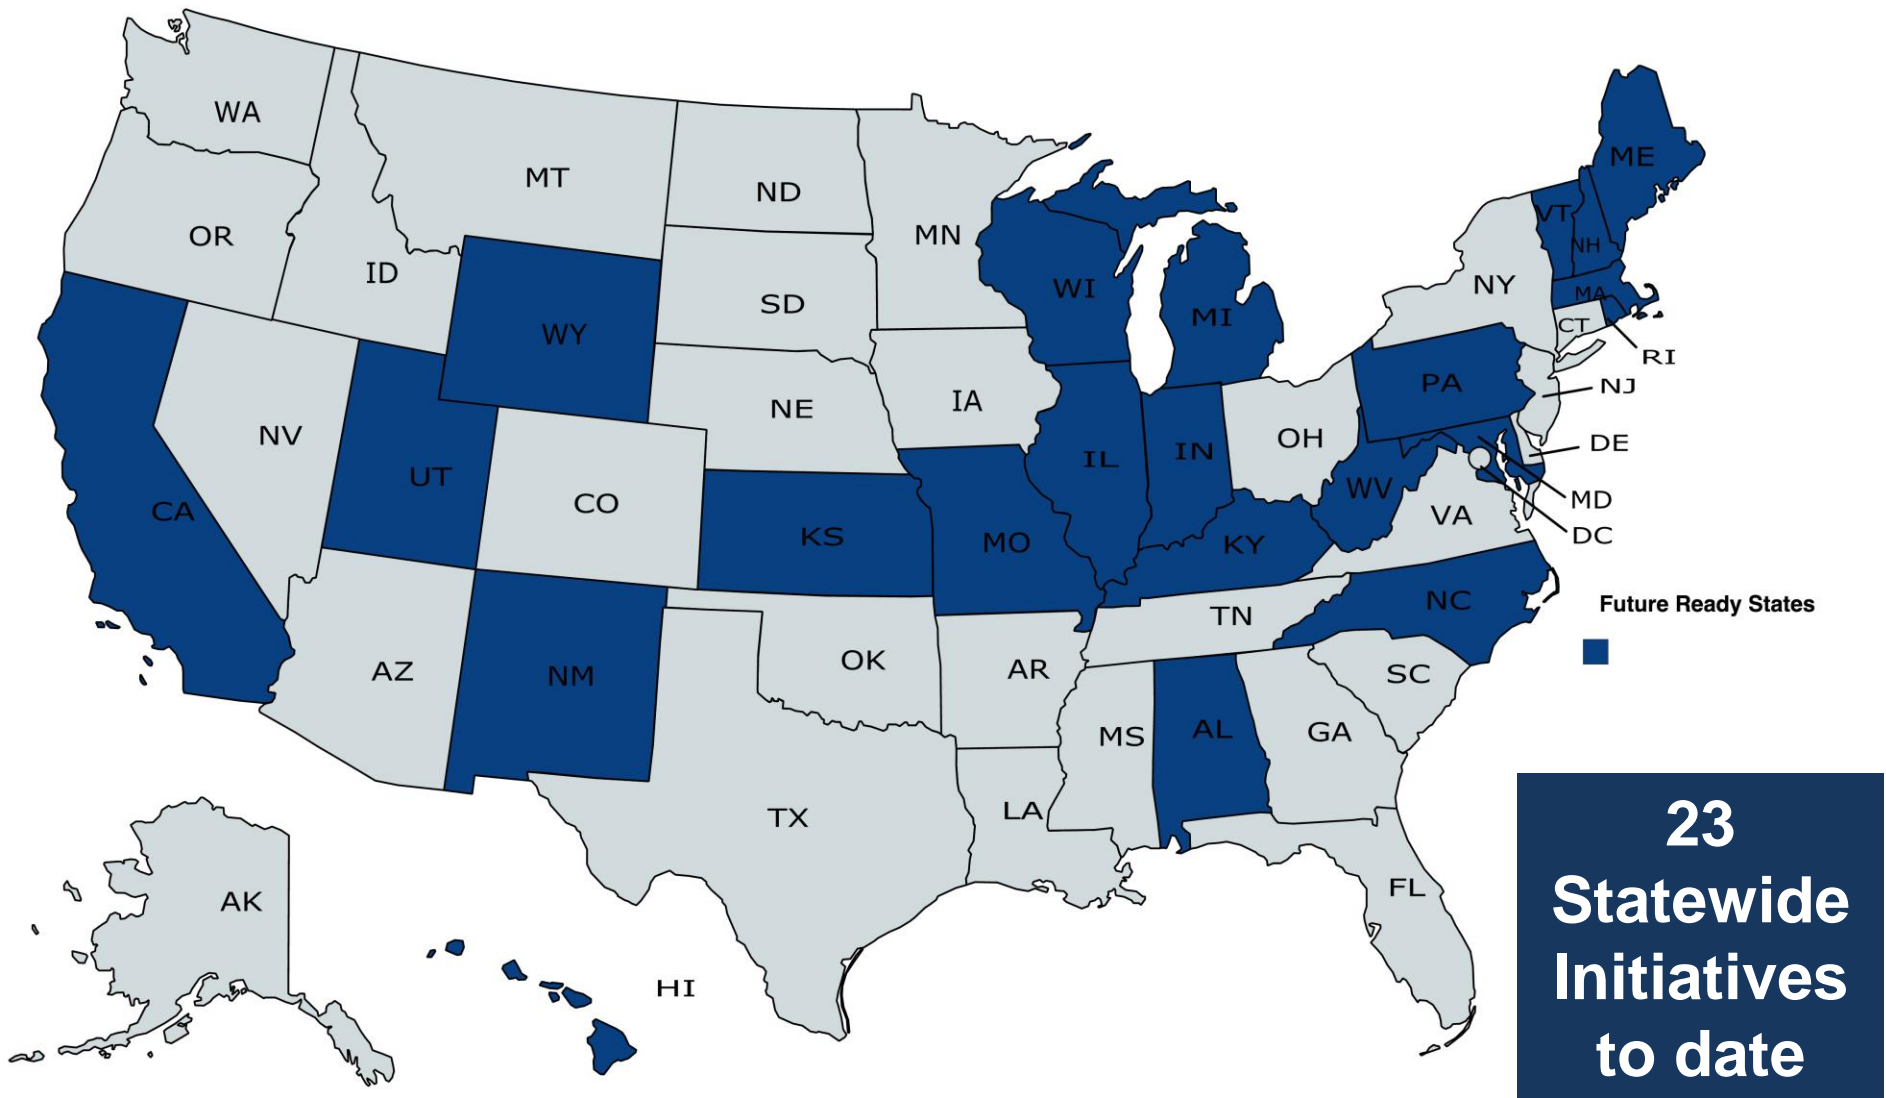 WA
MT
ND
MN
ME
VT
NH
OR
ID
SD
WI
MI
NY
MA
CT
RI
WY
NE
IA
PA
NJ
NV
UT
CO
IL
IN
OH
DE
CA
KS
MO
KY
WV
VA
MD
DC
AZ
NM
OK
AR
TN
NC
Future Ready States
SC
TX
LA
MS
AL
GA
FL
AK
HI
23
Statewide
Initiatives
to date